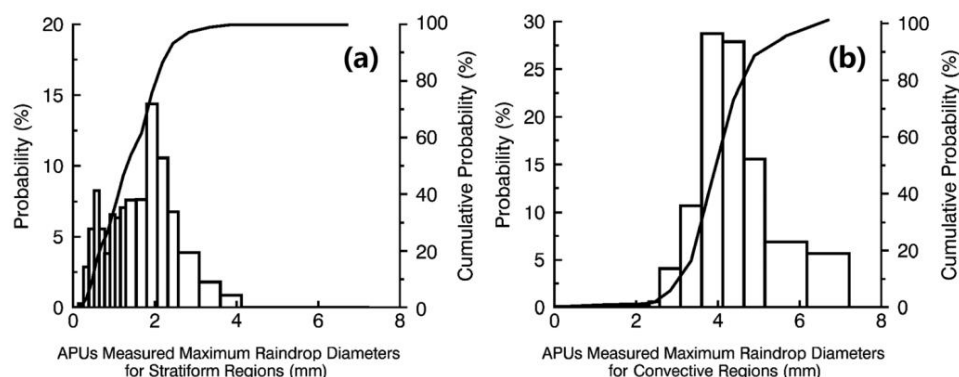 20
15
10
5
0
Probability (%)
(a)
100
80
60
40
20
0
Cumulative Probability (%)
0 2 4 6 8
APUs Measured Maximum Raindrop Diameters
for Stratiform Regions (mm)
30
25
20
15
10
5
0
Probability (%)
(b)
100
80
60
40
20
0
Cumulative Probability (%)
0 2 4 6 8
APUs Measured Maximum Raindrop Diameters
for Convective Regions (mm)